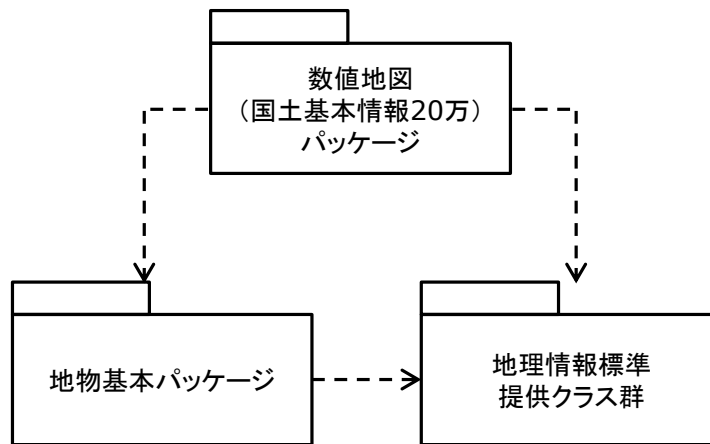 数値地図
（国土基本情報20万）
パッケージ
地物基本パッケージ
地理情報標準
提供クラス群